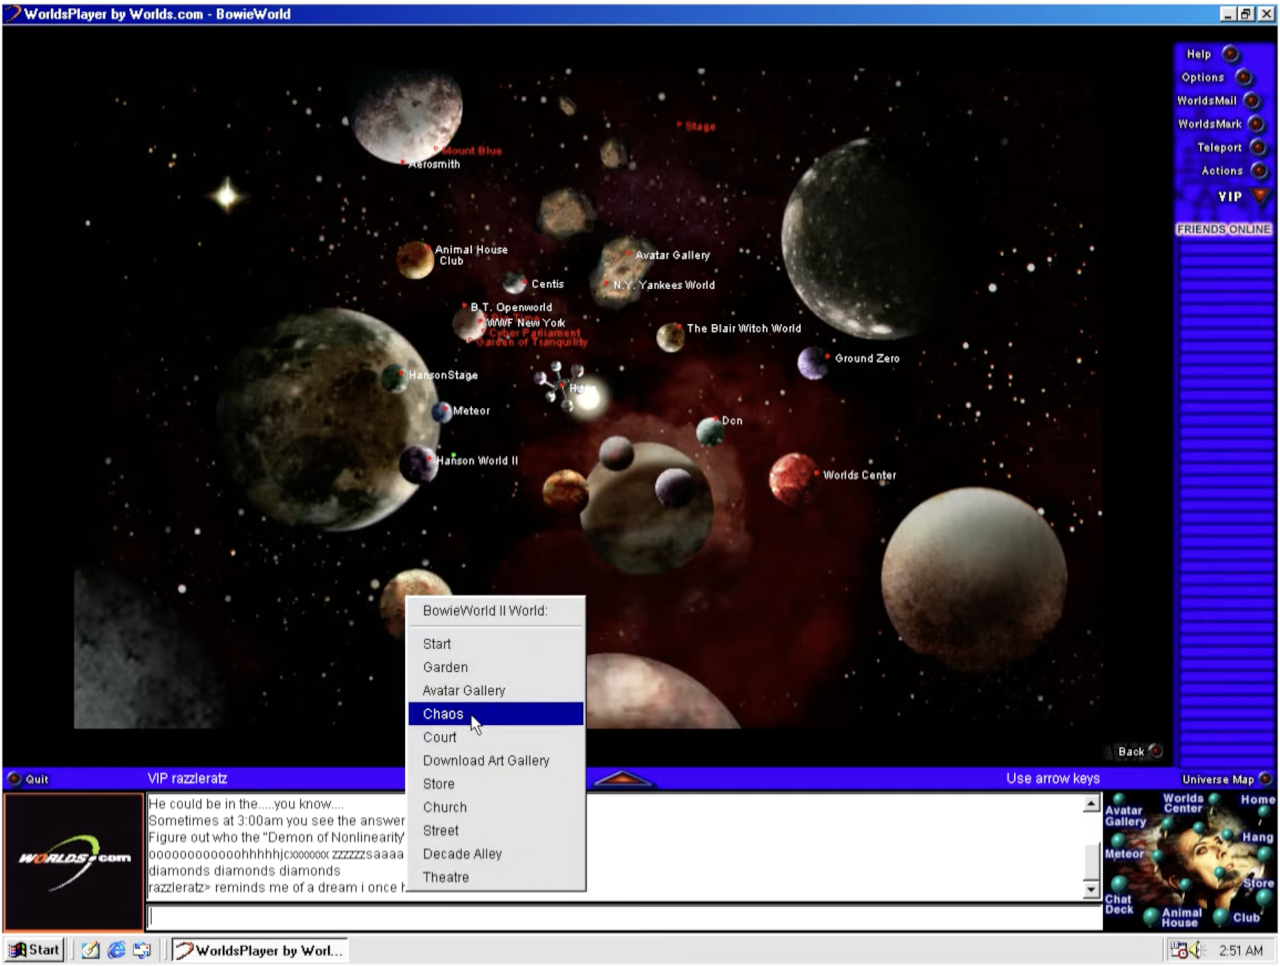 WorldsPlayer by Worlds.com - BowieWorld
Help
Options
WorldsMail
WorldsMark
Teleport
Actions
VIP
FRIENDS ONLINE
Stage
Mount Blue
Aerosmith
Animal House
Club
Avatar Gallery
Centis
N.Y. Yankees World
B.T. Openworld
WWF New York
Cyber Parliament
Garden of Tranquility
The Blair Witch World
Ground Zero
HansonStage
Meteor
Dcn
Hanson World II
Worlds Center
BowieWorld II World:
Start
Garden
Avatar Gallery
Chaos
Court
Download Art Gallery
Store
Church
Street
Decade Alley
Theatre
Back
Quit
VIP razzleratz
Use arrow keys
Universe Map
He could be in the.....you know....
Sometimes at 3:00am you see the answer
Figure out who the "Demon of Nonlinearity'
diamonds diamonds diamonds
razzleratz> reminds me of a dream i once
WORLDS.com
Avatar
Gallery
Worlds
Center
Home
Hang
Meteor
Store
Chat
Deck
Animal
House
Club
Start
WorldsPlayer by Worl...
2:51 AM